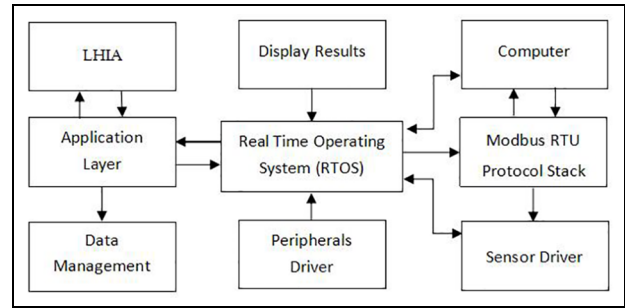 LHIA
Display Results
Computer
Application
Layer
Real Time Operating
System (RTOS)
Modbus RTU
Protocol Stack
Data
Management
Peripherals
Driver
Sensor Driver